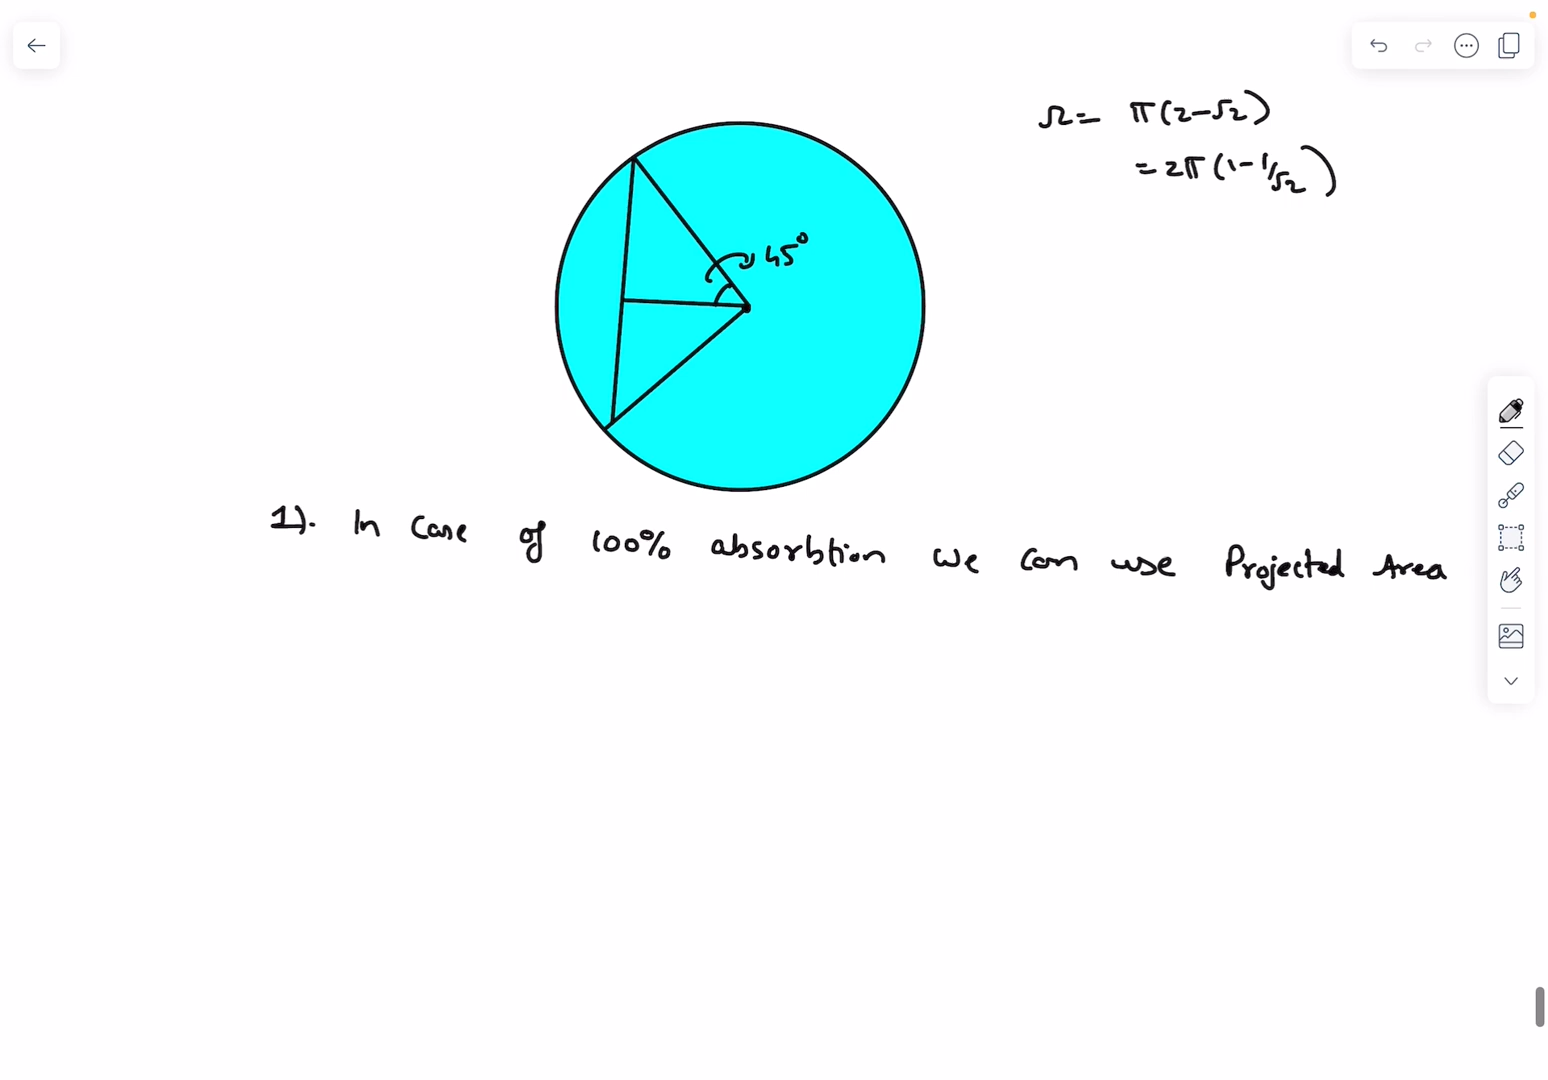 Ω = π(2-√2)
= 2π(1-1/√2)
45°
1). In Case of 100% absorbtion we can use Projected Area